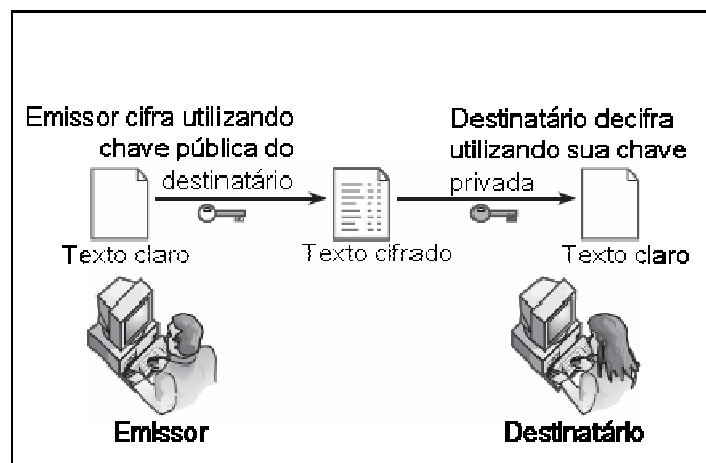 Emissor cifra utilizando
chave pública do
destinatário
Destinatário decifra
utilizando sua chave
privada
Texto claro
Texto cifrado
Texto claro
Emissor
Destinatário